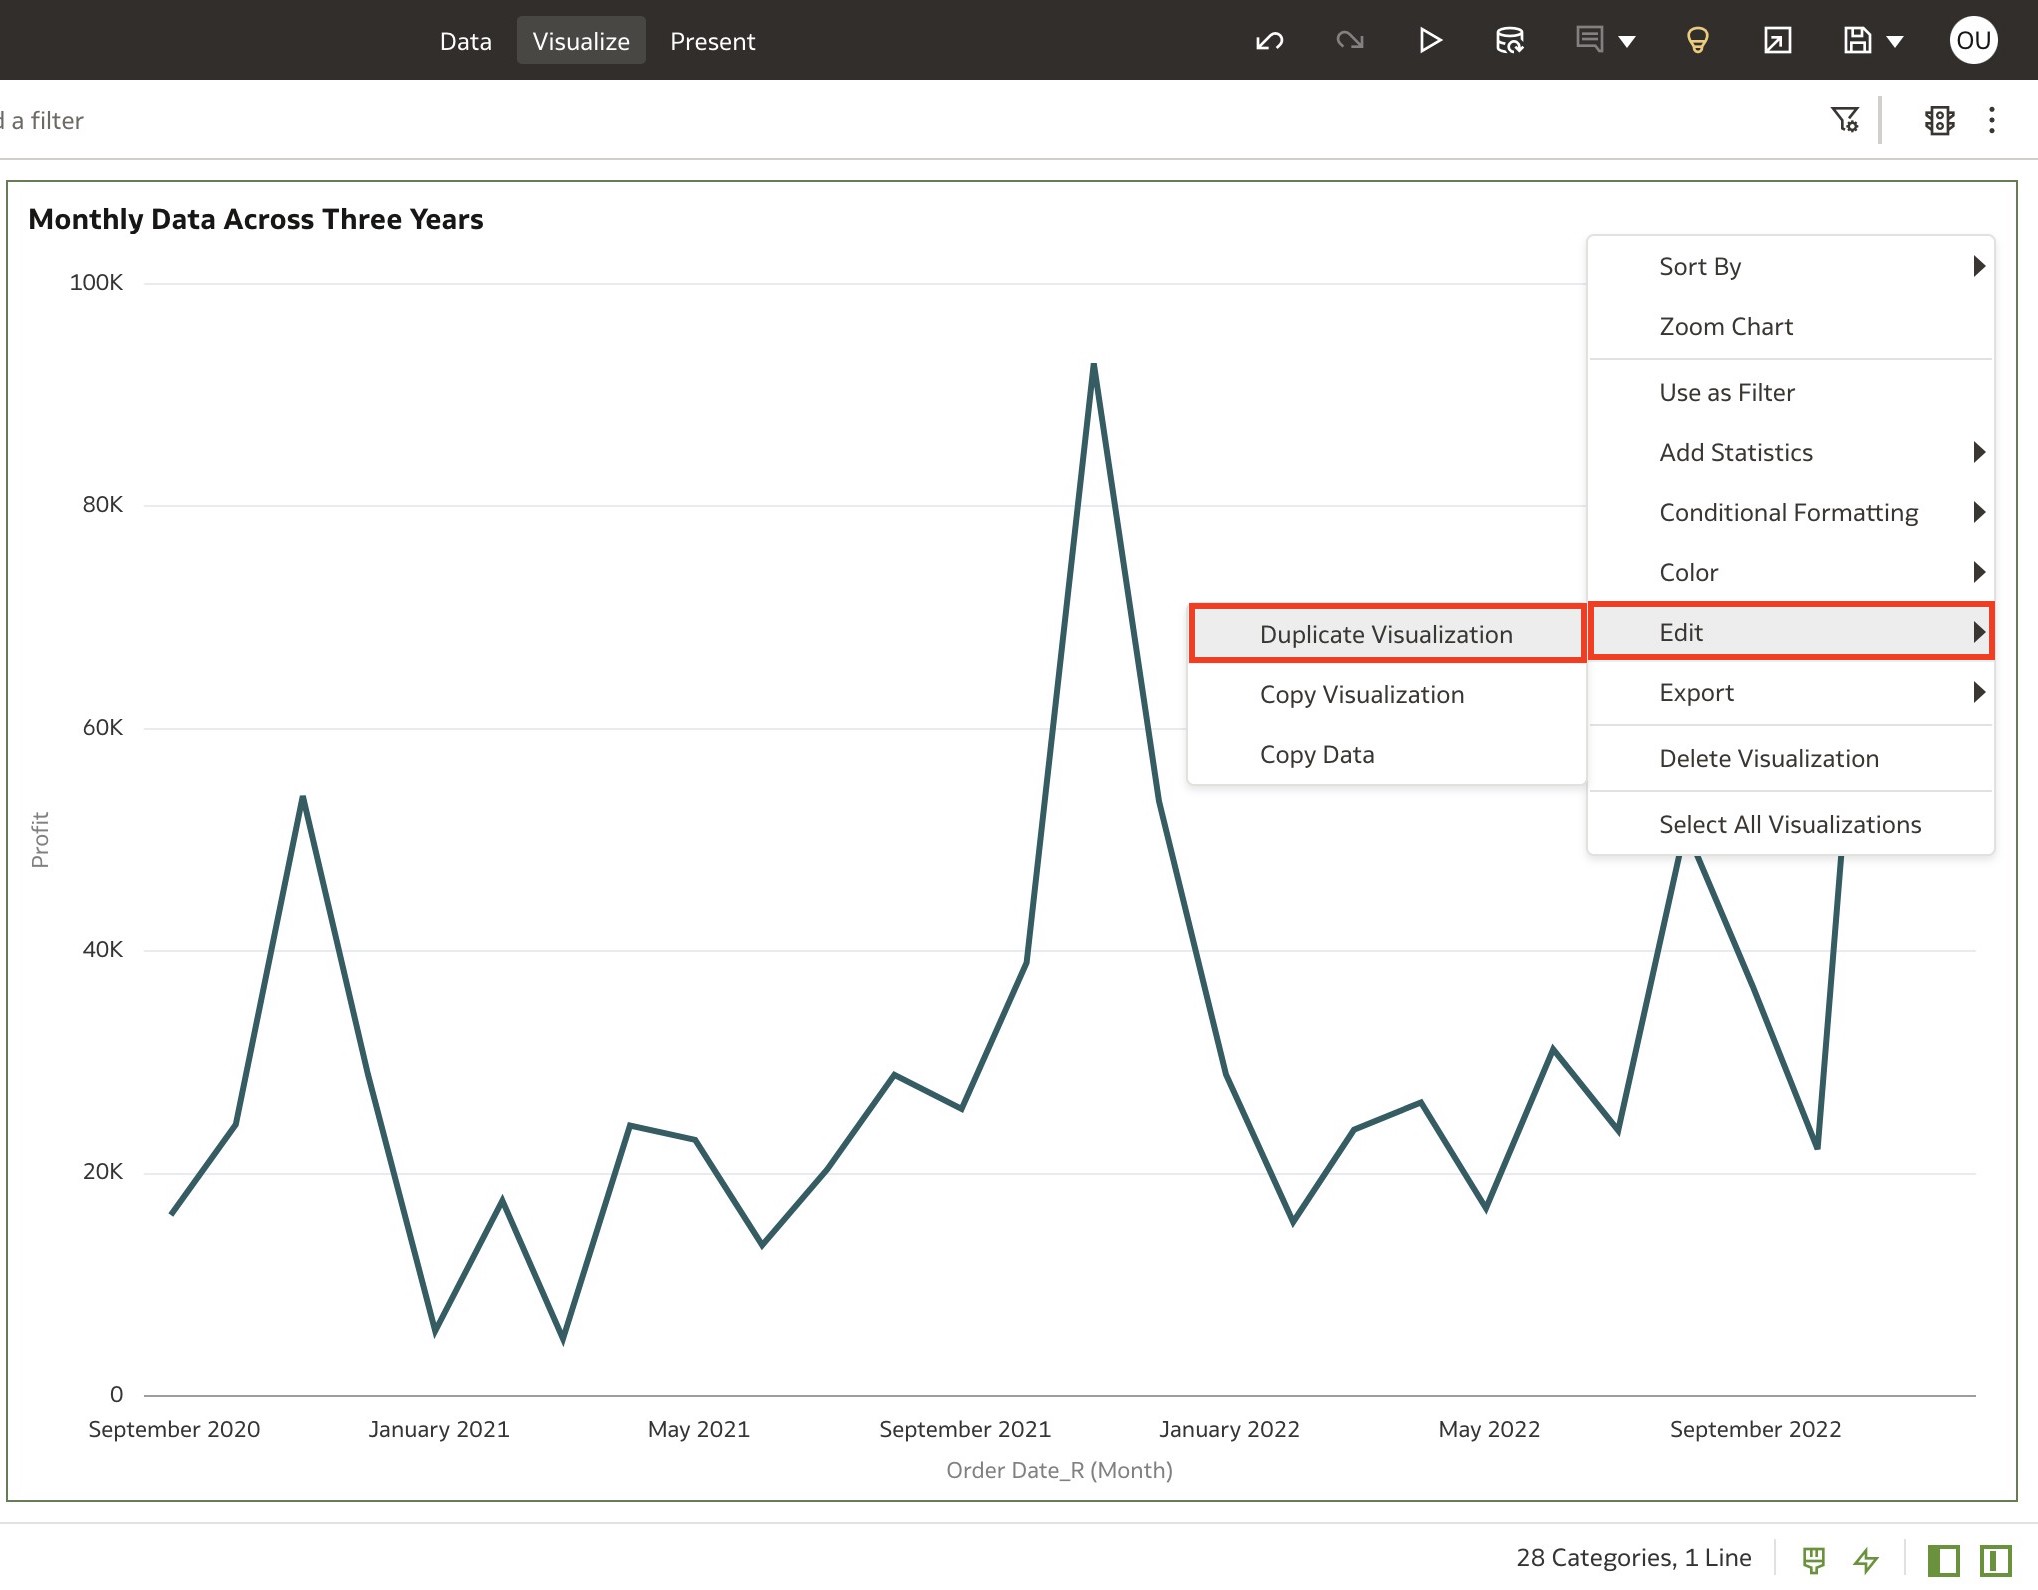 Data
Visualize
Present
OU
a filter
Monthly Data Across Three Years
100K
80K
60K
40K
20K
0
Profit
September 2020
January 2021
May 2021
September 2021
January 2022
May 2022
September 2022
Order Date_R (Month)
Sort By
Zoom Chart
Use as Filter
Add Statistics
Conditional Formatting
Color
Edit
Export
Delete Visualization
Select All Visualizations
Duplicate Visualization
Copy Visualization
Copy Data
28 Categories, 1 Line